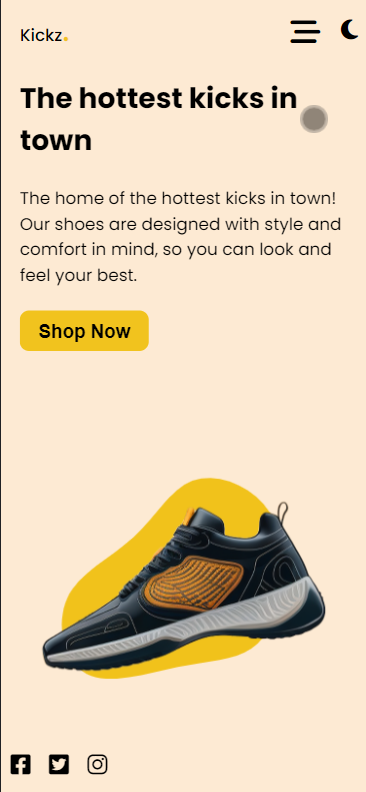 Kickz.
The hottest kicks in
town
The home of the hottest kicks in town!
Our shoes are designed with style and
comfort in mind, so you can look and
feel your best.
Shop Now